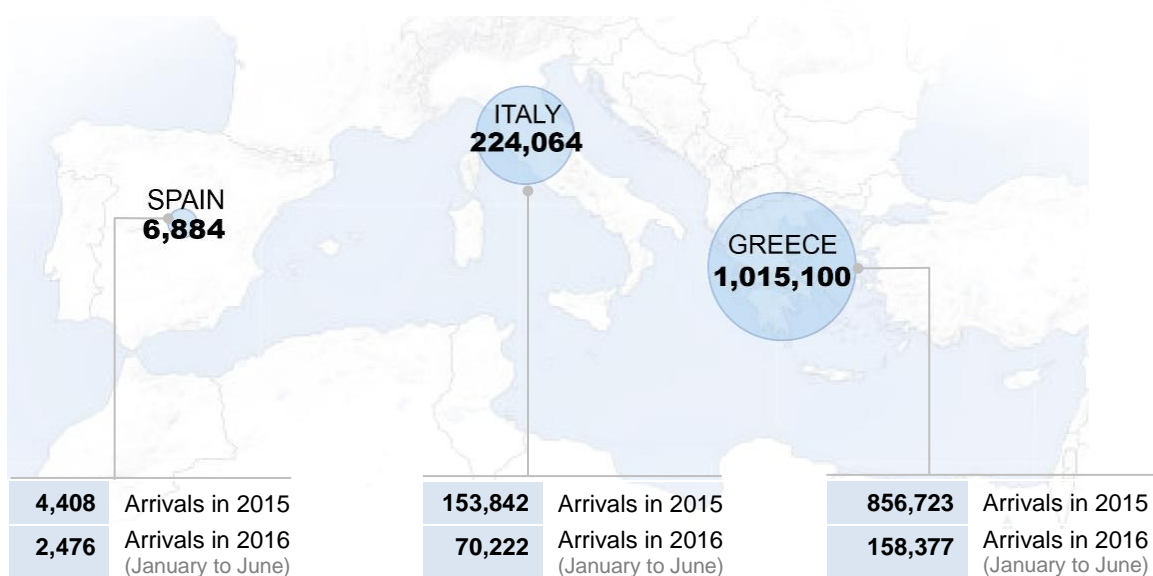 ITALY
224,064
SPAIN
6,884
GREECE
1,015,100
4,408 Arrivals in 2015
2,476 Arrivals in 2016
(January to June)
153,842 Arrivals in 2015
70,222 Arrivals in 2016
(January to June)
856,723 Arrivals in 2015
158,377 Arrivals in 2016
(January to June)